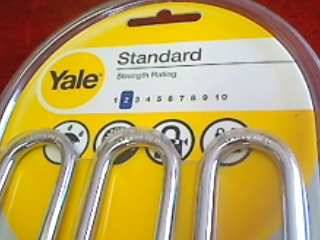 Yale
Standard
Strength Rating
1 2 3 4 5 6 7 8 9 10